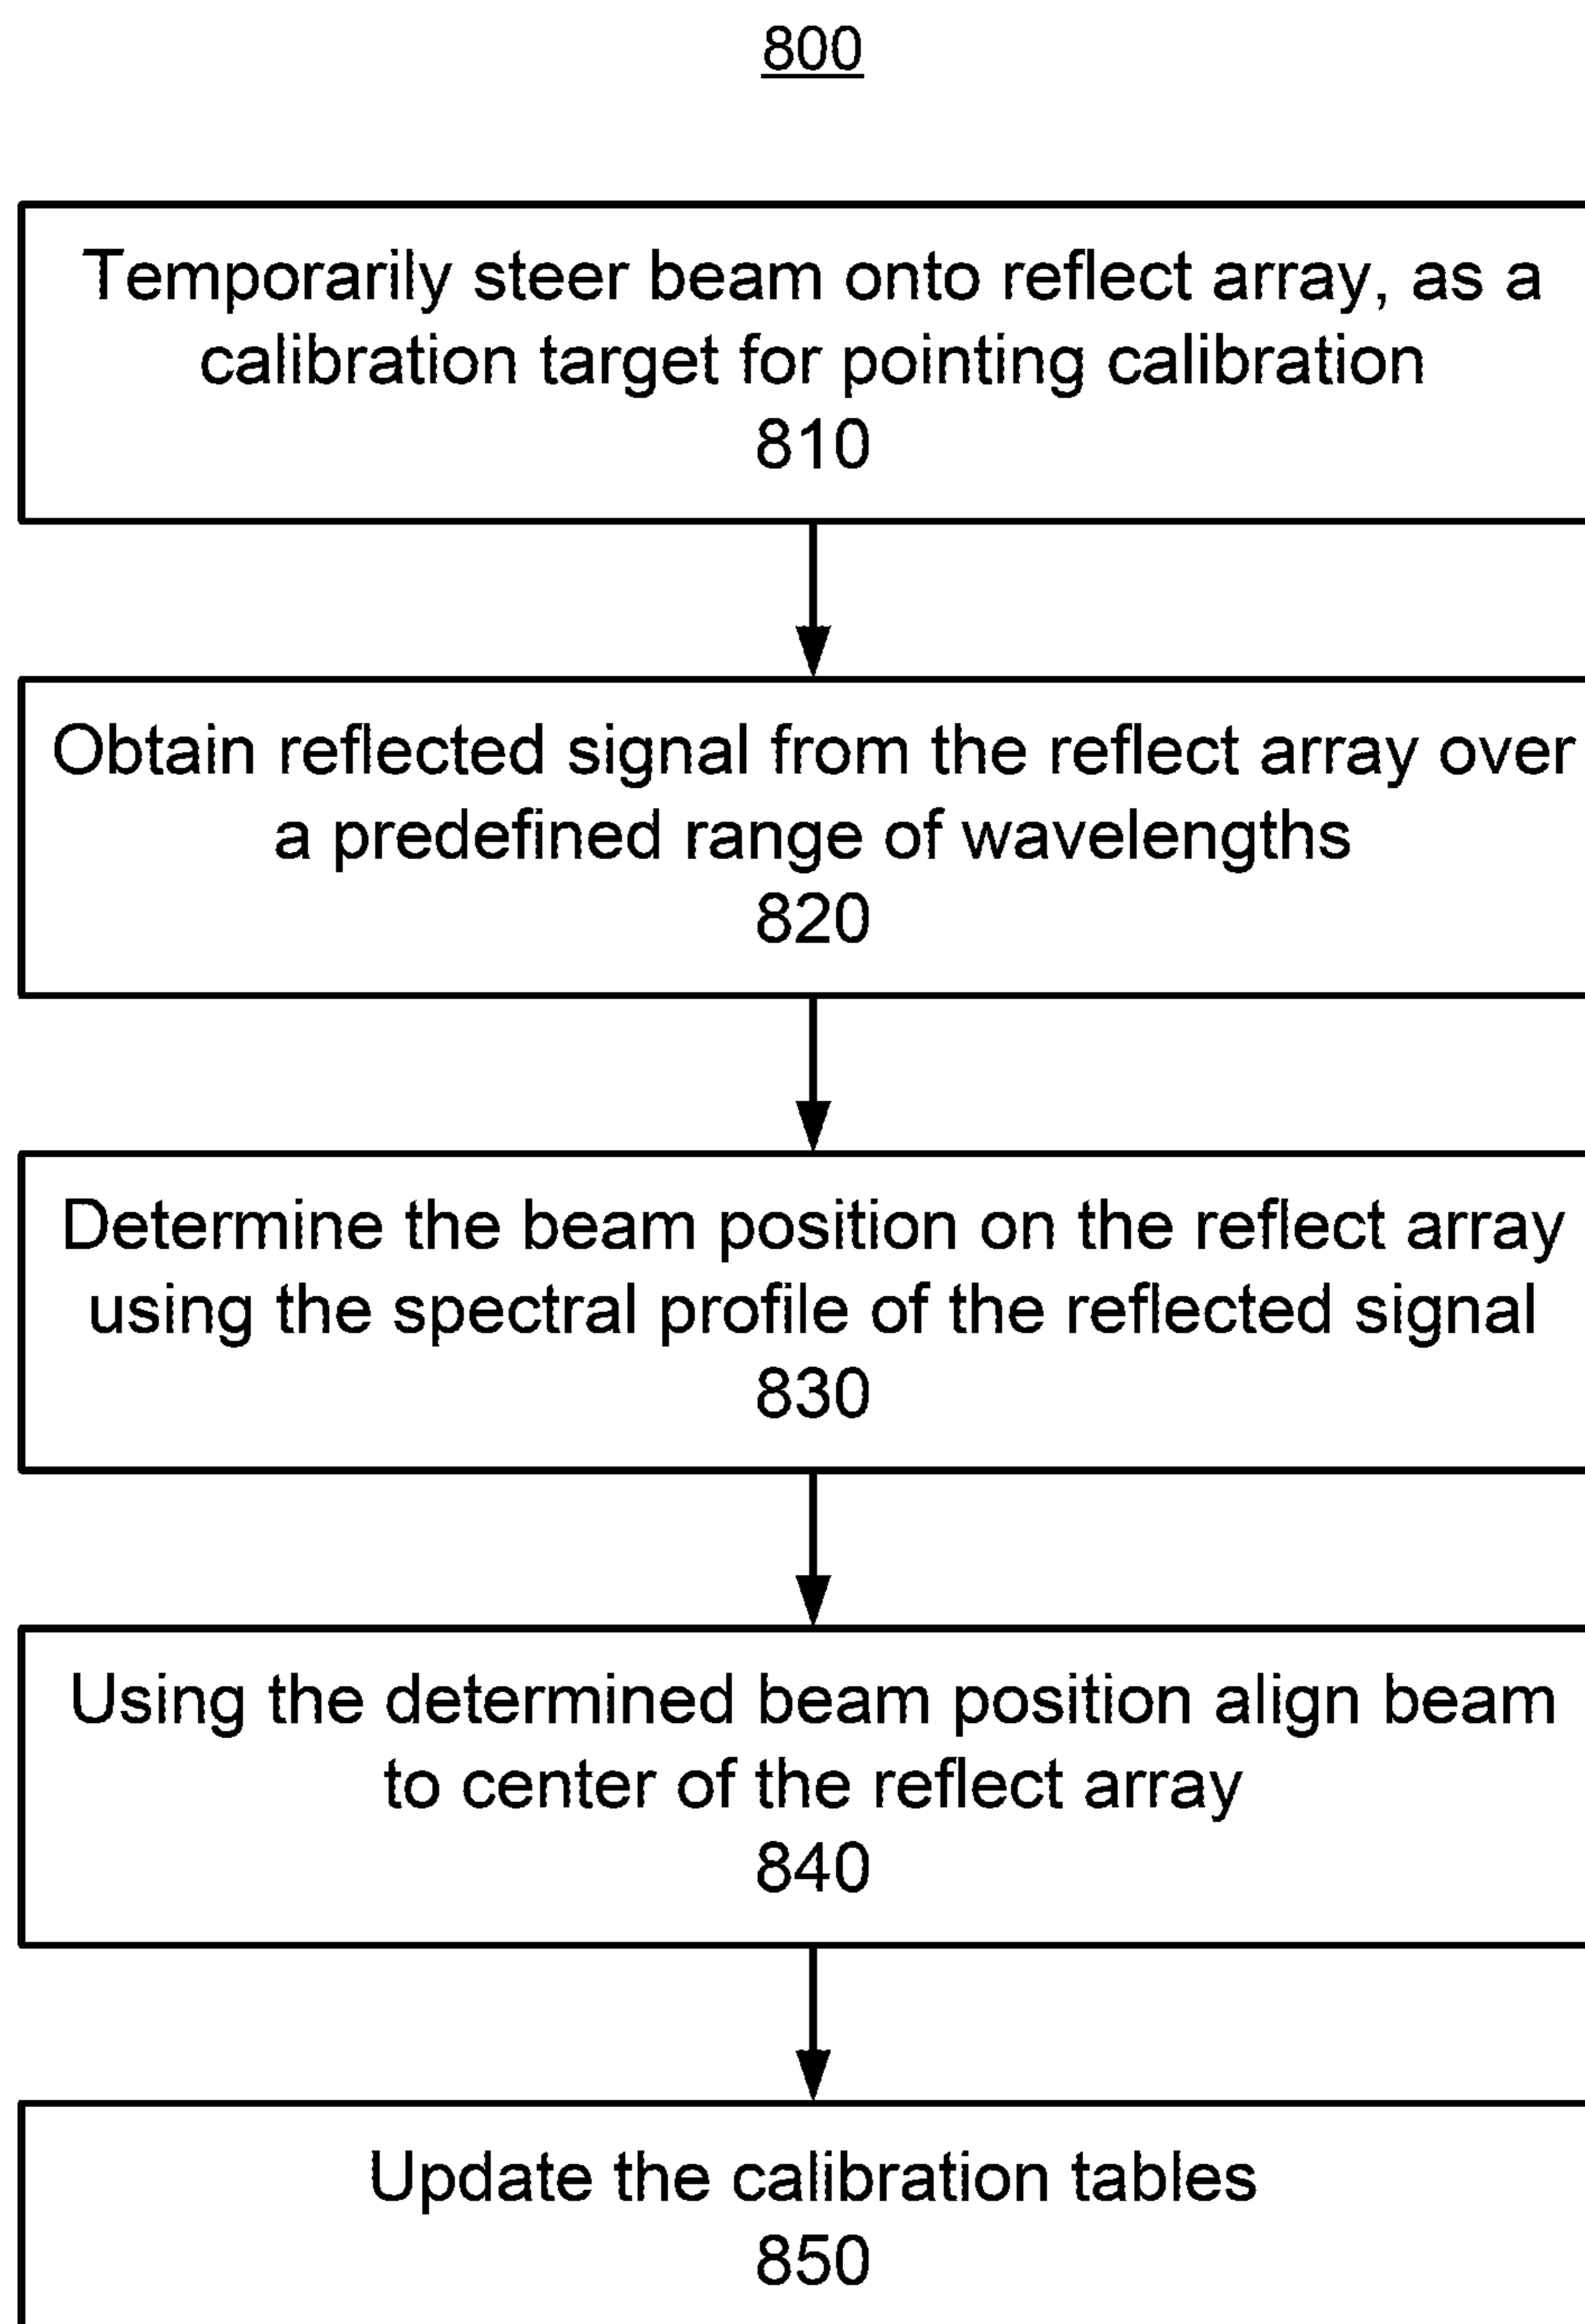 800
Temporarily steer beam onto reflect array, as a
calibration target for pointing calibration
810
Obtain reflected signal from the reflect array over
a predefined range of wavelengths
820
Determine the beam position on the reflect array
using the spectral profile of the reflected signal
830
Using the determined beam position align beam
to center of the reflect array
840
Update the calibration tables
850